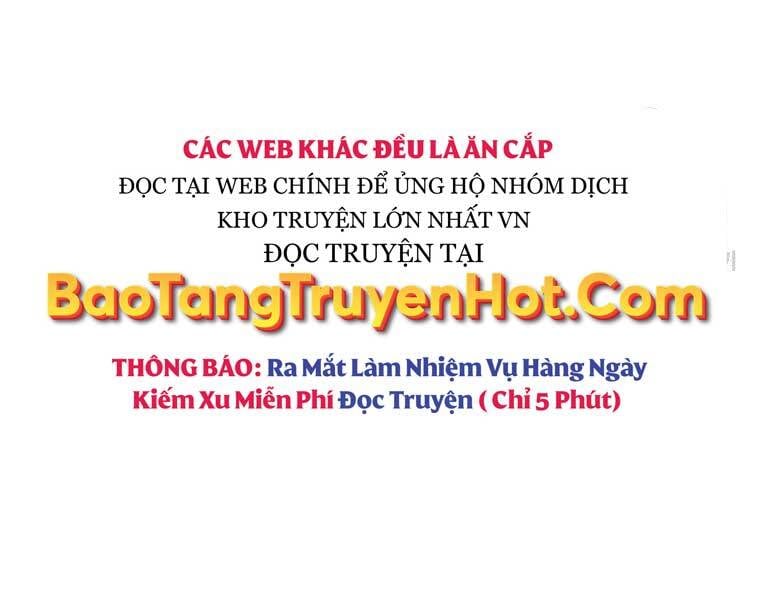 CÁC WEB KHÁC ĐỀU LÀ ĂN CẮP
ĐỌC TẠI WEB CHÍNH ĐỂ ỦNG HỘ NHÓM DỊCH
KHO TRUYỆN LỚN NHẤT VN
ĐỌC TRUYỆN TẠI
BaoTangTruyenHot.Com
THÔNG BÁO: Ra Mắt Làm Nhiệm Vụ Hàng Ngày
Kiếm Xu Miễn Phí Đọc Truyện ( Chỉ 5 Phút)